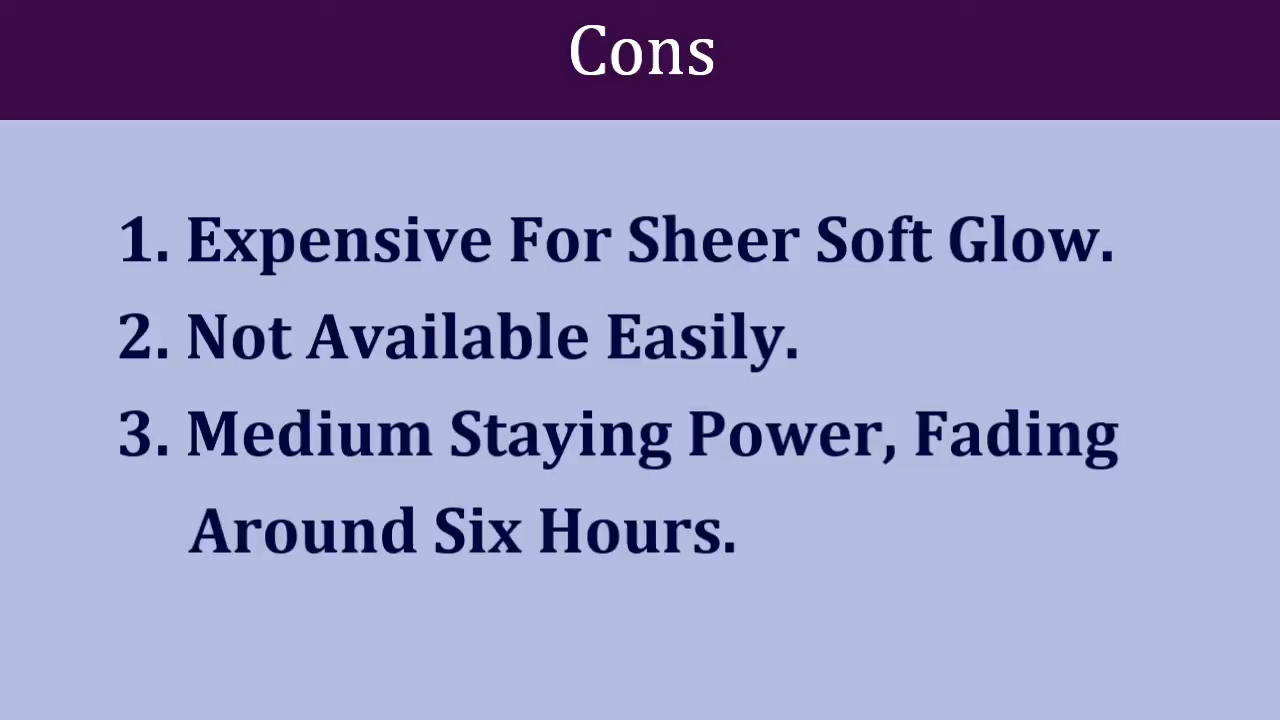 Cons
1. Expensive For Sheer Soft Glow.
2. Not Available Easily.
3. Medium Staying Power, Fading
Around Six Hours.